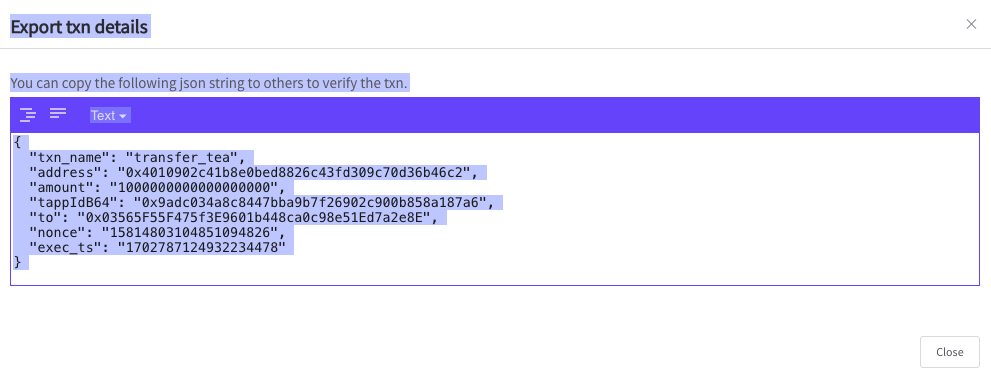 Export txn details
You can copy the following json string to others to verify the txn.
Text
{
  "txn_name": "transfer_tea",
  "address": "0x4010902c41b8e0bed8826c43fd309c70d36b46c2",
  "amount": "1000000000000000000",
  "tappIdB64": "0x9adc034a8c8447bba9b7f26902c900b858a187a6",
  "to": "0x03565F55F475f3E9601b448ca0c98e51Ed7a2e8E",
  "nonce": "15814803104851094826",
  "exec_ts": "1702787124932234478"
}
Close